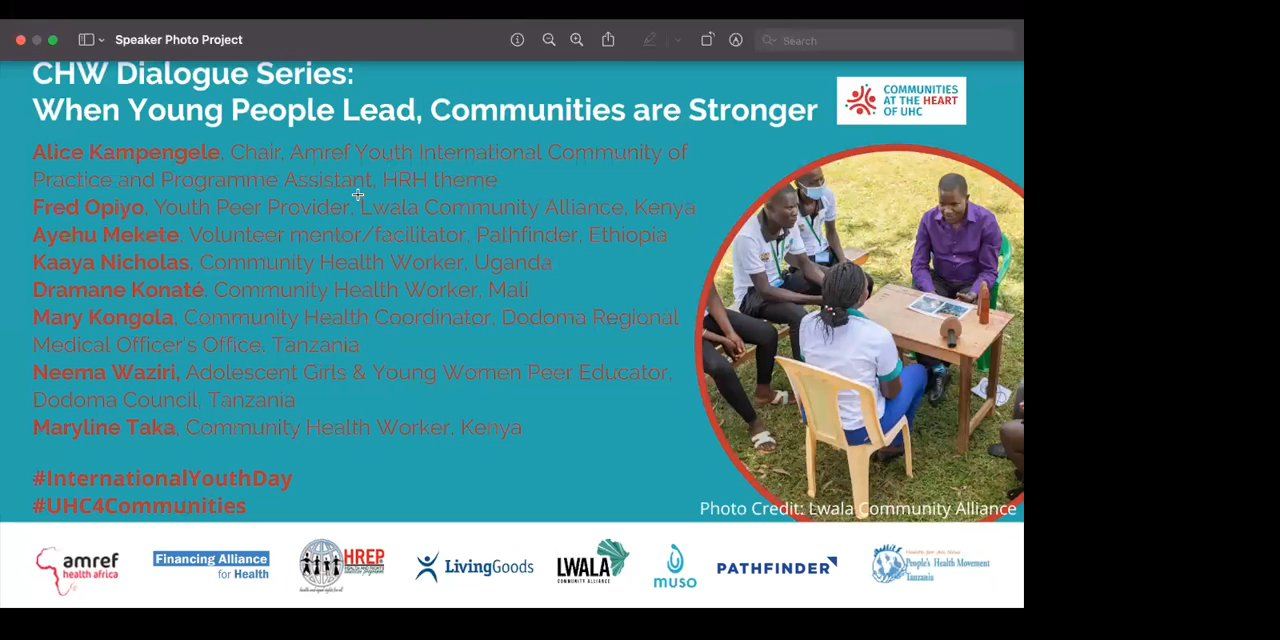 Speaker Photo Project
Search
CHW Dialogue Series:
When Young People Lead, Communities are Stronger
COMMUNITIES
AT THE HEART
OF UHC
Alice Kampengele, Chair, Amref Youth International Community of
Practice and Programme Assistant, HRH theme
Fred Opiyo, Youth Peer Provider, Lwala Community Alliance, Kenya
Ayehu Mekete, Volunteer mentor/facilitator, Pathfinder, Ethiopia
Kaaya Nicholas, Community Health Worker, Uganda
Dramane Konaté, Community Health Worker, Mali
Mary Kongola, Community Health Coordinator, Dodoma Regional
Medical Officer's Office, Tanzania
Neema Waziri, Adolescent Girls & Young Women Peer Educator,
Dodoma Council, Tanzania
Maryline Taka, Community Health Worker, Kenya
#InternationalYouthDay
#UHC4Communities
Photo Credit: Lwala Community Alliance
amref
health africa
Financing Alliance
for Health
HREP
LivingGoods
LWALA
COMMUNITY ALLIANCE
muso
PATHFINDER
People's Health Movement
Tanzania